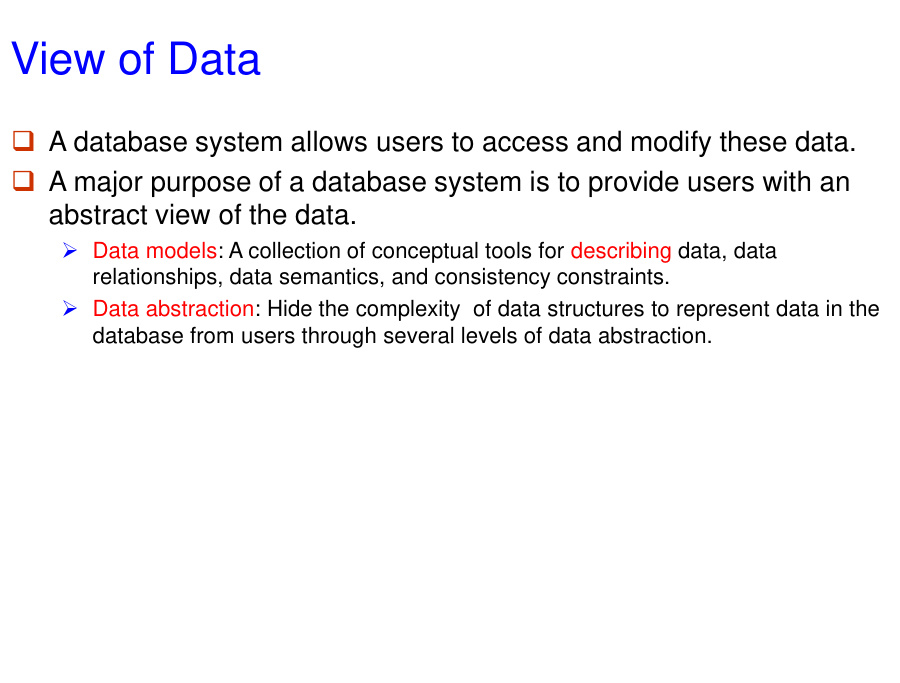 View of Data
A database system allows users to access and modify these data.
A major purpose of a database system is to provide users with an
abstract view of the data.
Data models: A collection of conceptual tools for describing data, data
relationships, data semantics, and consistency constraints.
Data abstraction: Hide the complexity  of data structures to represent data in the
database from users through several levels of data abstraction.